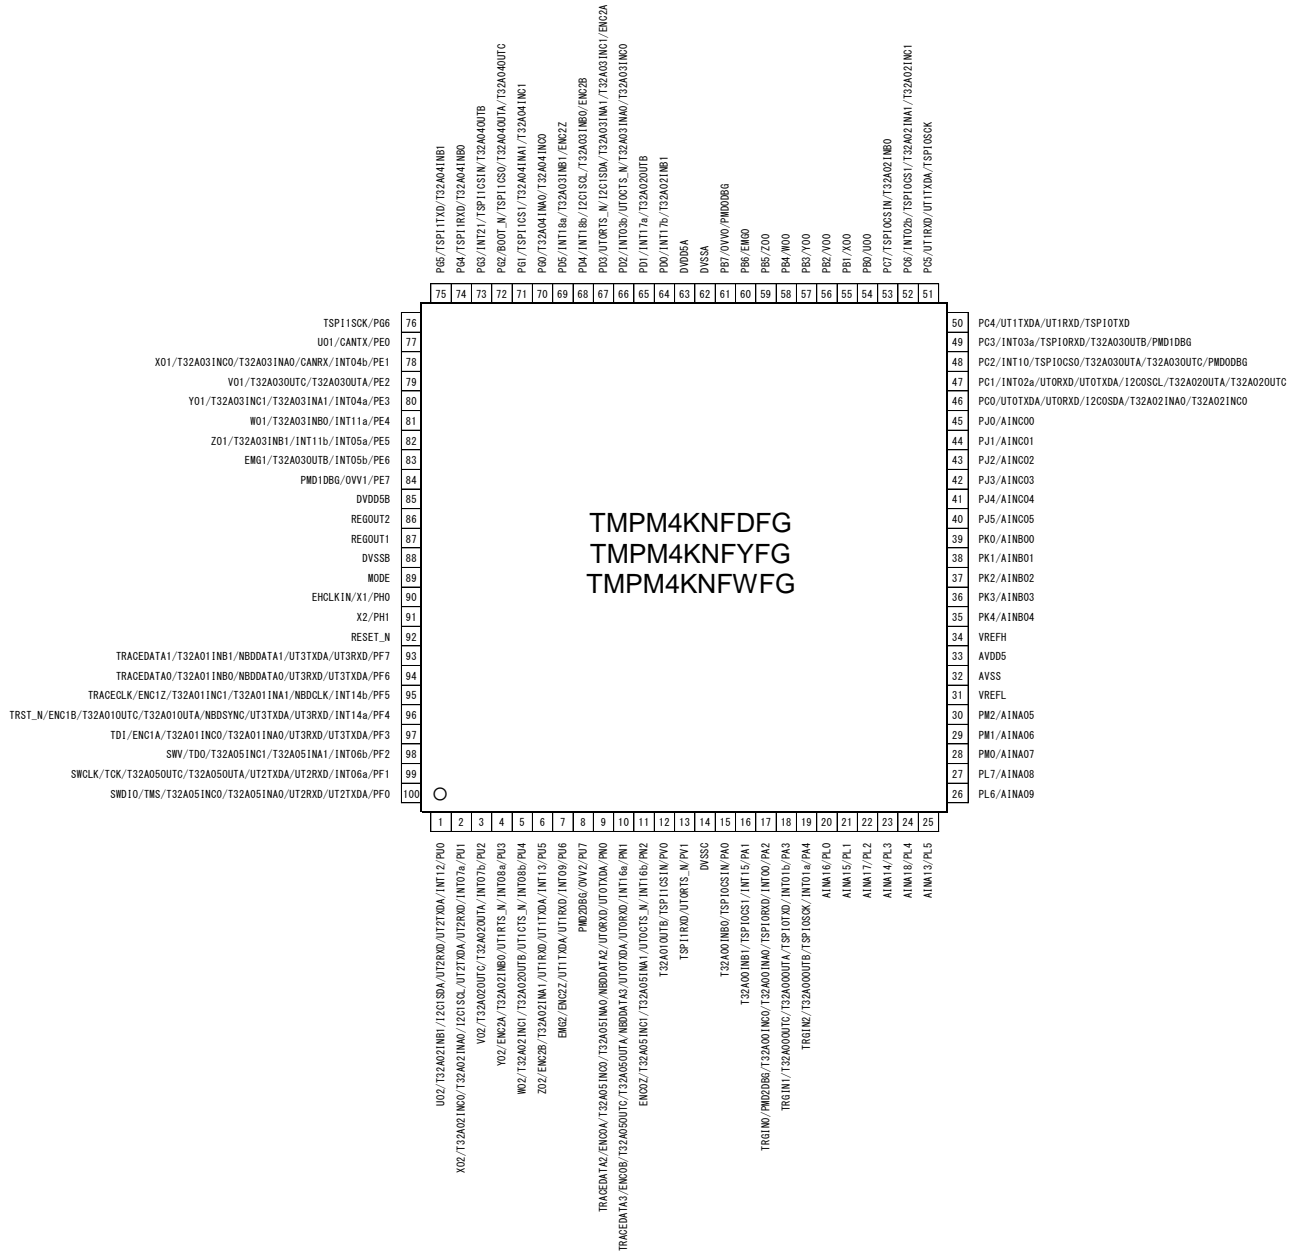 PG5/TSPI1TXD/T32A04INB1
PG4/TSPI1RXD/T32A04INB0
PG3/INT21/TSPI1CSIN/T32A04OUTB
PG2/BOOT_N/TSPI1CS0/T32A04OUTA/T32A04OUTC
PG1/TSPI1CS1/T32A04INA1/T32A04INC1
PG0/T32A04INA0/T32A04INC0
PD5/INT18a/T32A03INB1/ENC2Z
PD4/INT18b/I2C1SCL/T32A03INB0/ENC2B
PD3/UT0RTS_N/I2C1SDA/T32A03INA1/T32A03INC1/ENC2A
PD2/INT03b/UT0CTS_N/T32A03INA0/T32A03INC0
PD1/INT17a/T32A02OUTB
PD0/INT17b/T32A02INB1
DVDD5A
DVSSA
PB7/OVV0/PMD0DBG
PB6/EMG0
PB5/ZO0
PB4/WO0
PB3/YO0
PB2/VO0
PB1/XO0
PB0/UO0
PC7/TSPI0CSIN/T32A02INB0
PC6/INT02b/TSPI0CS1/T32A02INA1/T32A02INC1
PC5/UT1RXD/UT1TXDA/TSPI0SCK
75 74 73 72 71 70 69 68 67 66 65 64 63 62 61 60 59 58 57 56 55 54 53 52 51
TSPI1SCK/PG6 76
UO1/CANTX/PE0 77
XO1/T32A03INC0/T32A03INA0/CANRX/INT04b/PE1 78
VO1/T32A03OUTC/T32A03OUTA/PE2 79
YO1/T32A03INC1/T32A03INA1/INT04a/PE3 80
WO1/T32A03INB0/INT11a/PE4 81
ZO1/T32A03INB1/INT11b/INT05a/PE5 82
EMG1/T32A03OUTB/INT05b/PE6 83
PMD1DBG/OVV1/PE7 84
DVDD5B 85
REGOUT2 86
REGOUT1 87
DVSSB 88
MODE 89
EHCLKIN/X1/PH0 90
X2/PH1 91
RESET_N 92
TRACEDATA1/T32A01INB1/NBDDATA1/UT3TXDA/UT3RXD/PF7 93
TRACEDATA0/T32A01INB0/NBDDATA0/UT3RXD/UT3TXDA/PF6 94
TRACECLK/ENC1Z/T32A01INC1/T32A01INA1/NBDCLK/INT14b/PF5 95
TRST_N/ENC1B/T32A01OUTC/T32A01OUTA/NBDSYNC/UT3TXDA/UT3RXD/INT14a/PF4 96
TDI/ENC1A/T32A01INC0/T32A01INA0/UT3RXD/UT3TXDA/PF3 97
SWV/TDO/T32A05INC1/T32A05INA1/INT06b/PF2 98
SWCLK/TCK/T32A05OUTC/T32A05OUTA/UT2TXDA/UT2RXD/INT06a/PF1 99
SWDIO/TMS/T32A05INC0/T32A05INA0/UT2RXD/UT2TXDA/PF0 100
TMPM4KNFDFG
TMPM4KNFYFG
TMPM4KNFWFG
50 PC4/UT1TXDA/UT1RXD/TSPI0TXD
49 PC3/INT03a/TSPI0RXD/T32A03OUTB/PMD1DBG
48 PC2/INT10/TSPI0CS0/T32A03OUTA/T32A03OUTC/PMD0DBG
47 PC1/INT02a/UT0RXD/UT0TXDA/I2C0SCL/T32A02OUTA/T32A02OUTC
46 PC0/UT0TXDA/UT0RXD/I2C0SDA/T32A02INA0/T32A02INC0
45 PJ0/AINC00
44 PJ1/AINC01
43 PJ2/AINC02
42 PJ3/AINC03
41 PJ4/AINC04
40 PJ5/AINC05
39 PK0/AINB00
38 PK1/AINB01
37 PK2/AINB02
36 PK3/AINB03
35 PK4/AINB04
34 VREFH
33 AVDD5
32 AVSS
31 VREFL
30 PM2/AINA05
29 PM1/AINA06
28 PM0/AINA07
27 PL7/AINA08
26 PL6/AINA09
1 2 3 4 5 6 7 8 9 10 11 12 13 14 15 16 17 18 19 20 21 22 23 24 25
UO2/T32A02INB1/I2C1SDA/UT2RXD/UT2TXDA/INT12/PU0
XO2/T32A02INC0/T32A02INA0/I2C1SCL/UT2TXDA/UT2RXD/INT07a/PU1
VO2/T32A02OUTC/T32A02OUTA/INT07b/PU2
YO2/ENC2A/T32A02INB0/UT1RTS_N/INT08a/PU3
WO2/T32A02INC1/T32A02OUTB/UT1CTS_N/INT08b/PU4
ZO2/ENC2B/T32A02INA1/UT1RXD/UT1TXDA/INT13/PU5
EMG2/ENC2Z/UT1TXDA/UT1RXD/INT09/PU6
PMD2DBG/OVV2/PU7
TRACEDATA2/ENC0A/T32A05INC0/T32A05INA0/NBDDATA2/UT0RXD/UT0TXDA/PN0
TRACEDATA3/ENC0B/T32A05OUTC/T32A05OUTA/NBDDATA3/UT0TXDA/UT0RXD/INT16a/PN1
ENC0Z/T32A05INC1/T32A05INA1/UT0CTS_N/INT16b/PN2
T32A01OUTB/TSPI1CSIN/PV0
TSPI1RXD/UT0RTS_N/PV1
DVSSC
T32A00INB0/TSPI0CSIN/PA0
T32A00INB1/TSPI0CS1/INT15/PA1
TRGIN0/PMD2DBG/T32A00INC0/T32A00INA0/TSPI0RXD/INT00/PA2
TRGIN1/T32A00OUTC/T32A00OUTA/TSPI0TXD/INT01b/PA3
TRGIN2/T32A00OUTB/TSPI0SCK/INT01a/PA4
AINA16/PL0
AINA15/PL1
AINA17/PL2
AINA14/PL3
AINA18/PL4
AINA13/PL5